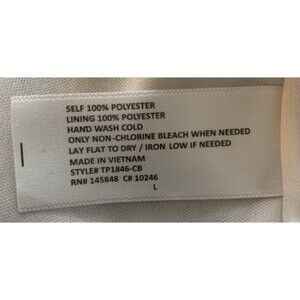 SELF 100% POLYESTER
LINING 100% POLYESTER
HAND WASH COLD
ONLY NON-CHLORINE BLEACH WHEN NEEDED
LAY FLAT TO DRY / IRON LOW IF NEEDED
MADE IN VIETNAM
STYLE# TP1846-CB
RN# 145848 C# 10246
L